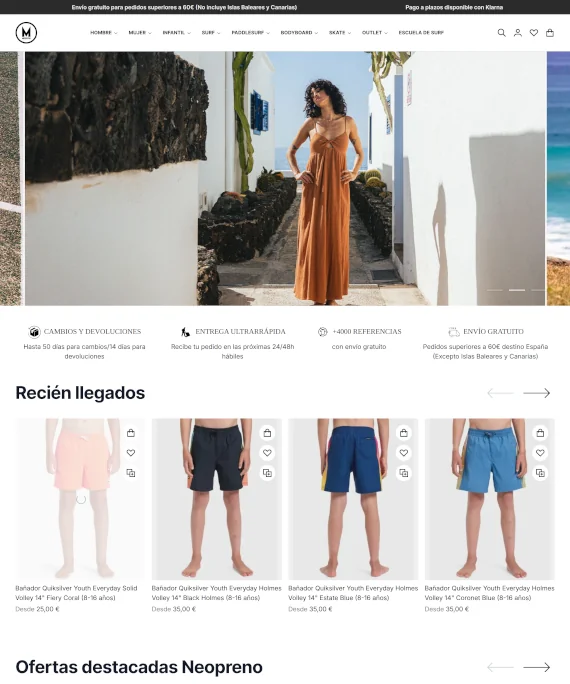 Envío gratuito para pedidos superiores a 60€ (No incluye Islas Baleares y Canarias)
Pago a plazos disponible con Klarna
M
HOMBRE
MUJER
INFANTIL
SURF
PADDLESURF
BODYBOARD
SKATE
OUTLET
ESCUELA DE SURF
CAMBIOS Y DEVOLUCIONES
Hasta 50 días para cambios/14 días para
devoluciones
ENTREGA ULTRARRÁPIDA
Recibe tu pedido en las próximas 24/48h
hábiles
+4000 REFERENCIAS
con envío gratuito
ENVÍO GRATUITO
Pedidos superiores a 60€ destino España
(Excepto Islas Baleares y Canarias)
Recién llegados
Bañador Quiksilver Youth Everyday Solid
Volley 14" Fiery Coral (8-16 años)
Desde 25,00 €
Bañador Quiksilver Youth Everyday Holmes
Volley 14" Black Holmes (8-16 años)
Desde 35,00 €
Bañador Quiksilver Youth Everyday Holmes
Volley 14" Estate Blue (8-16 años)
Desde 35,00 €
Bañador Quiksilver Youth Everyday Holmes
Volley 14" Coronet Blue (8-16 años)
Desde 35,00 €
Ofertas destacadas Neopreno